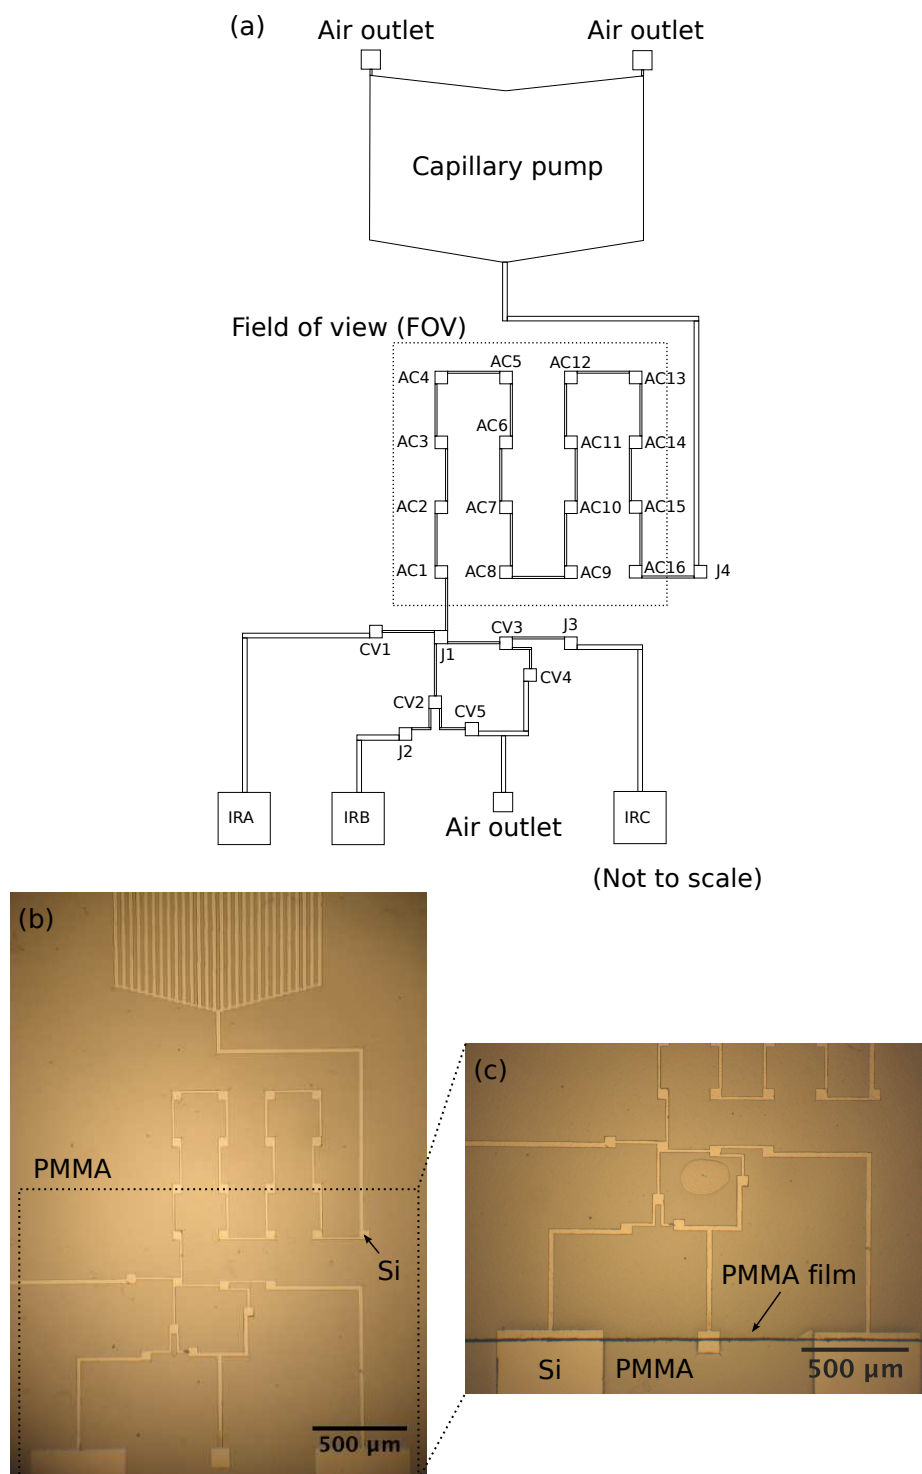 (a)
Air outlet
Air outlet
Capillary pump
Field of view (FOV)
AC5
AC12
AC4
AC13
AC6
AC3
AC11
AC14
AC2
AC7
AC10
AC15
AC1
AC8
AC9
AC16
J4
CV3
J3
CV1
J1
CV4
CV2
CV5
J2
IRA
IRB
IRC
Air outlet
(Not to scale)
(b)
PMMA
Si
500 µm
(c)
PMMA film
Si
PMMA
500 µm